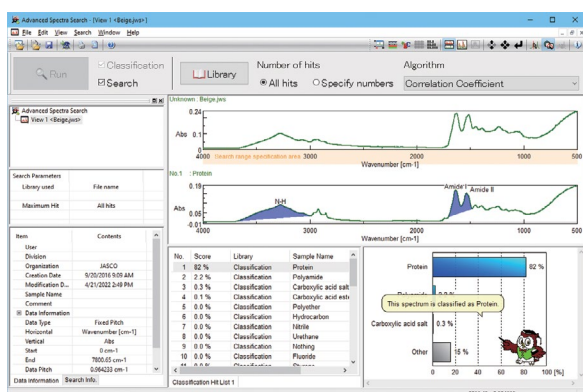 Advanced Spectra Search - [View 1 <Beige.jws>]
File Edit View Search Window Help
Run
Classification
Search
Library
Number of hits
All hits
Specify numbers
Algorithm
Correlation Coefficient
Advanced Spectra Search
View 1 <Beige.jws>
Search Parameters
Library used File name
Maximum Hit All hits
Item Contents
User
Division
Organization JASCO
Creation Date 9/20/2016 9:09 AM
Modification D... 4/21/2022 2:49 PM
Sample Name
Comment
Data Information
Data Type Fixed Pitch
Horizontal Wavenumber [cm-1]
Vertical Abs
Start 0 cm-1
End 7800.65 cm-1
Data Pitch 0.964233 cm-1
Data Information Search Info.
Unknown : Beige.jws
0.24
Abs 0.1
0
4000 Search range specification area 3000 2000 1000 500
Wavenumber [cm-1]
No.1 : Protein
0.19
Abs 0.05
-0.01
N-H
Amide I
Amide II
4000 3000 2000 1000 500
Wavenumber [cm-1]
No. Score Library Sample Name
1 82 % Classification Protein
2 2.2 % Classification Polyamide
3 0.3 % Classification Carboxylic acid salt
4 0.1 % Classification Carboxylic acid este
5 0.0 % Classification Polyether
6 0.0 % Classification Hydrocarbon
7 0.0 % Classification Nitrile
8 0.0 % Classification Urethane
9 0.0 % Classification Nothing
10 0.0 % Classification Fluoride
Classification Hit List 1
Protein 82 %
This spectrum is classified as Protein.
Carboxylic acid salt 0.3 %
Other 15 %
0 20 40 60 80 100 [%]